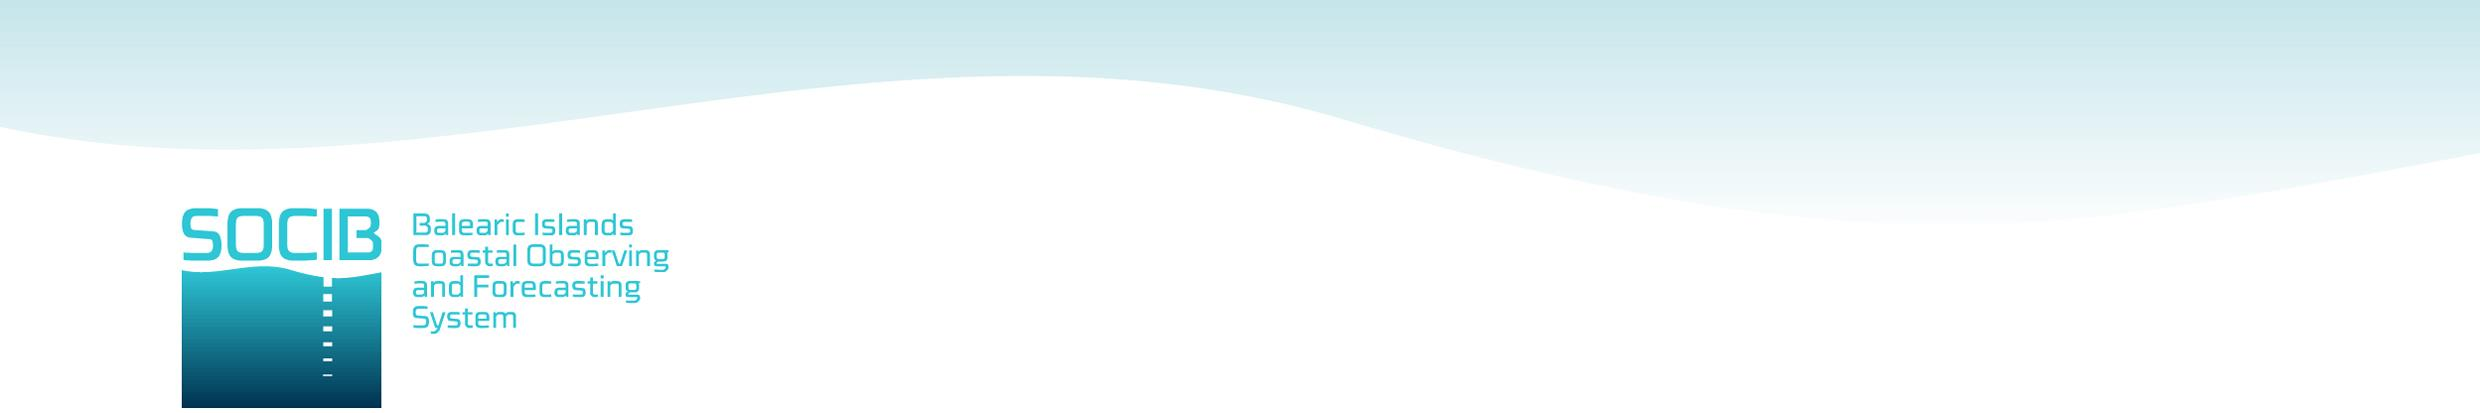 SOCIB
Balearic Islands
Coastal Observing
and Forecasting
System